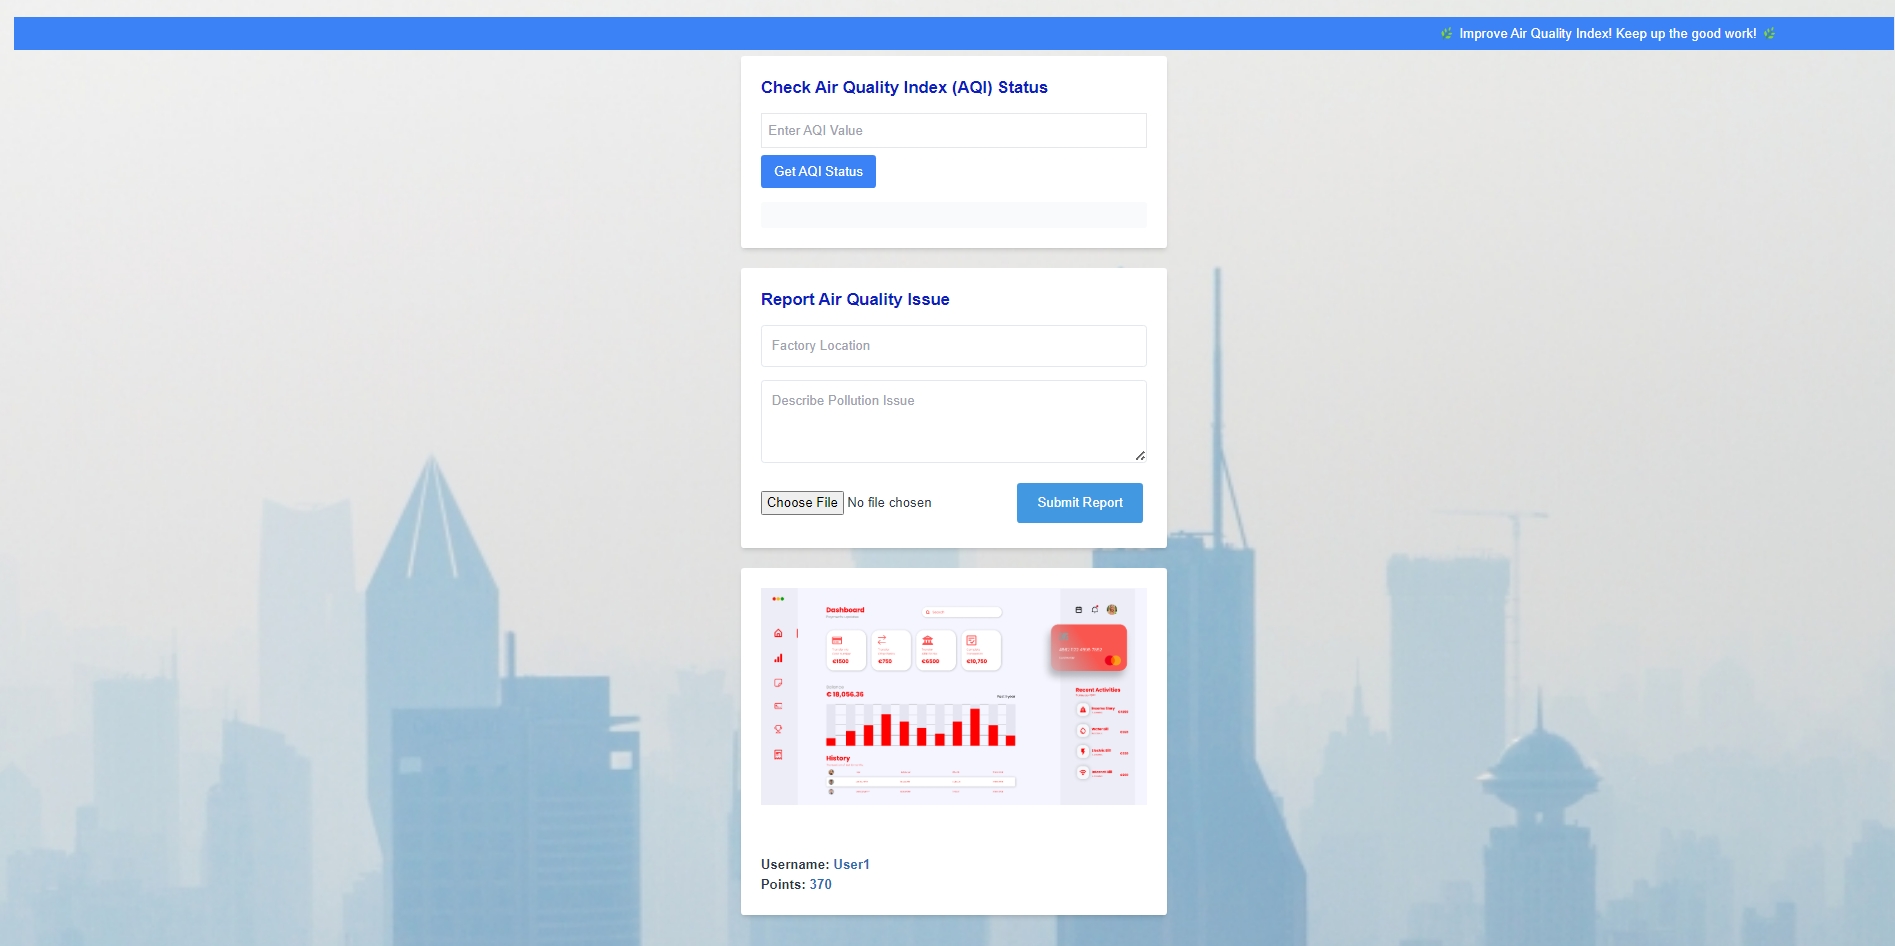 🌿 Improve Air Quality Index! Keep up the good work! 🌿
Check Air Quality Index (AQI) Status
Enter AQI Value
Get AQI Status
Report Air Quality Issue
Factory Location
Describe Pollution Issue
Choose File No file chosen
Submit Report
Dashboard
€1500
€750
€6500
€10,750
€ 18,056.36
Recent Activities
History
Username: User1
Points: 370